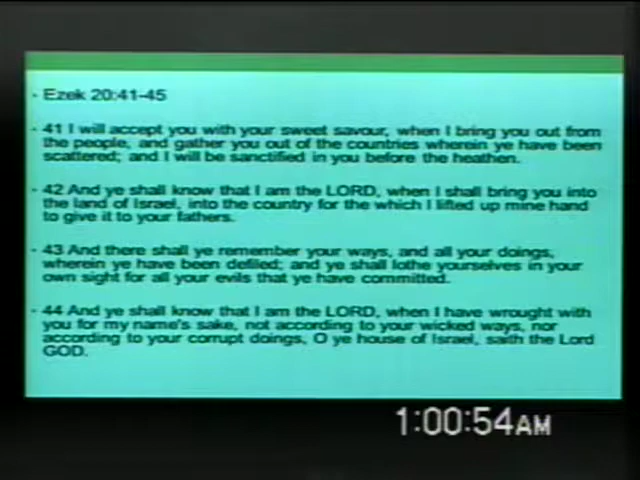 - Ezek 20:41-45
- 41 I will accept you with your sweet savour, when I bring you out from
the people, and gather you out of the countries wherein ye have been
scattered; and I will be sanctified in you before the heathen.
- 42 And ye shall know that I am the LORD, when I shall bring you into
the land of Israel, into the country for the which I lifted up mine hand
to give it to your fathers.
- 43 And there shall ye remember your ways, and all your doings,
wherein ye have been defiled; and ye shall lothe yourselves in your
own sight for all your evils that ye have committed.
- 44 And ye shall know that I am the LORD, when I have wrought with
you for my name's sake, not according to your wicked ways, nor
according to your corrupt doings, O ye house of Israel, saith the Lord
GOD.
1:00:54AM